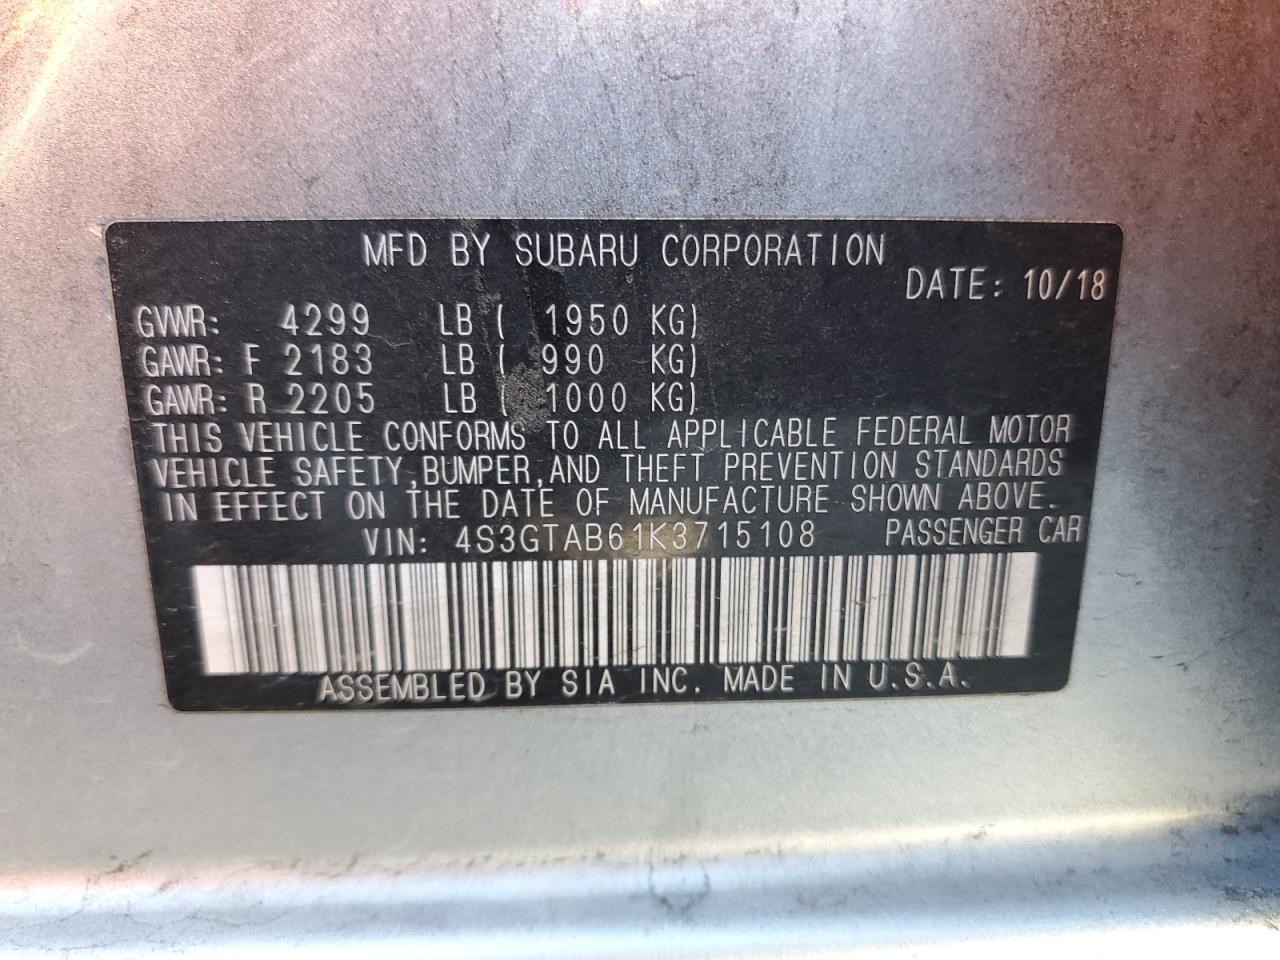 MFD BY SUBARU CORPORATION
DATE: 10/18
GVWR: 4299 LB ( 1950 KG)
GAWR: F 2183 LB ( 990 KG)
GAWR: R 2205 LB ( 1000 KG)
THIS VEHICLE CONFORMS TO ALL APPLICABLE FEDERAL MOTOR
VEHICLE SAFETY,BUMPER,AND THEFT PREVENTION STANDARDS
IN EFFECT ON THE DATE OF MANUFACTURE SHOWN ABOVE.
VIN: 4S3GTAB61K3715108 PASSENGER CAR
ASSEMBLED BY SIA INC. MADE IN U.S.A.